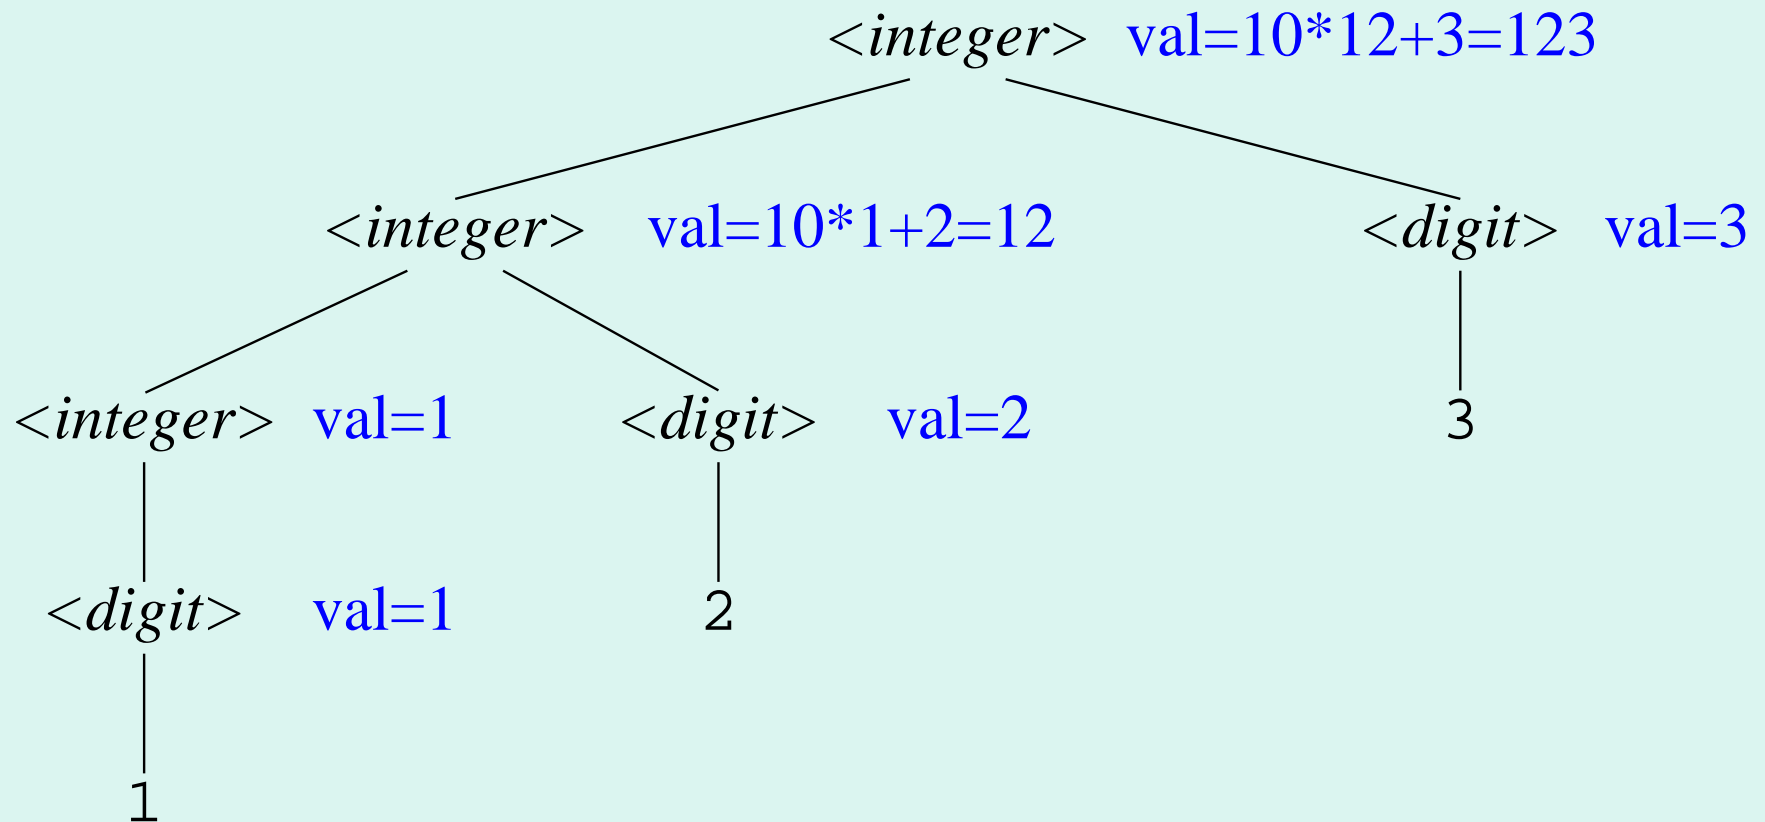 <integer> val=10*12+3=123
<integer> val=10*1+2=12 <digit> val=3
<integer> val=1 <digit> val=2 3
<digit> val=1 2
1